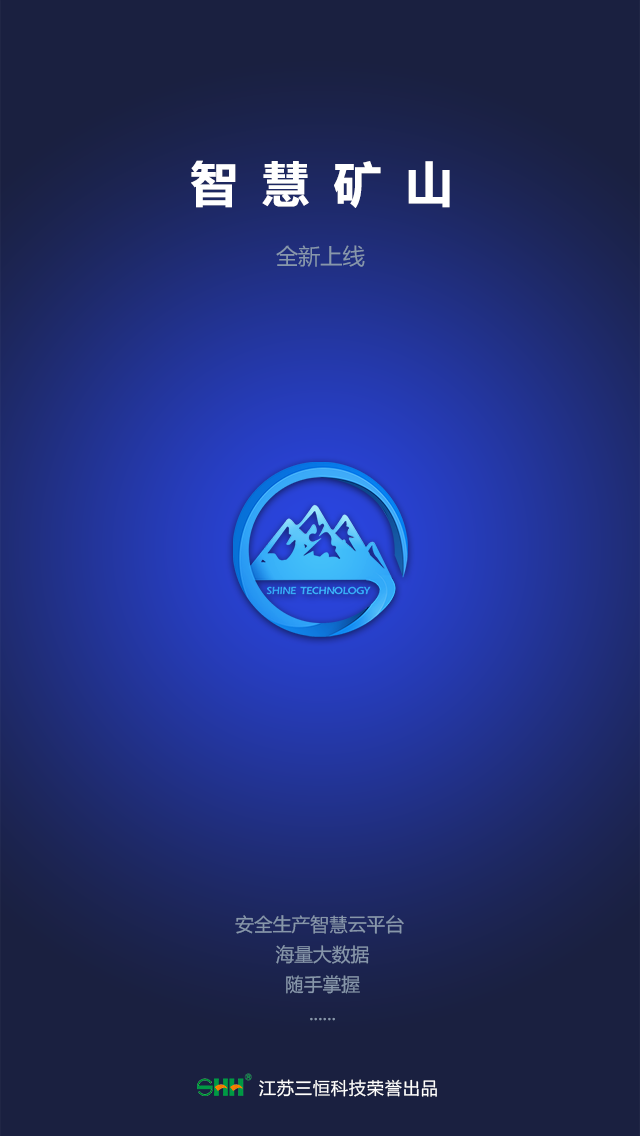 智慧矿山
全新上线
SHINE TECHNOLOGY
安全生产智慧云平台
海量大数据
随手掌握
......
SHH® 江苏三恒科技荣誉出品